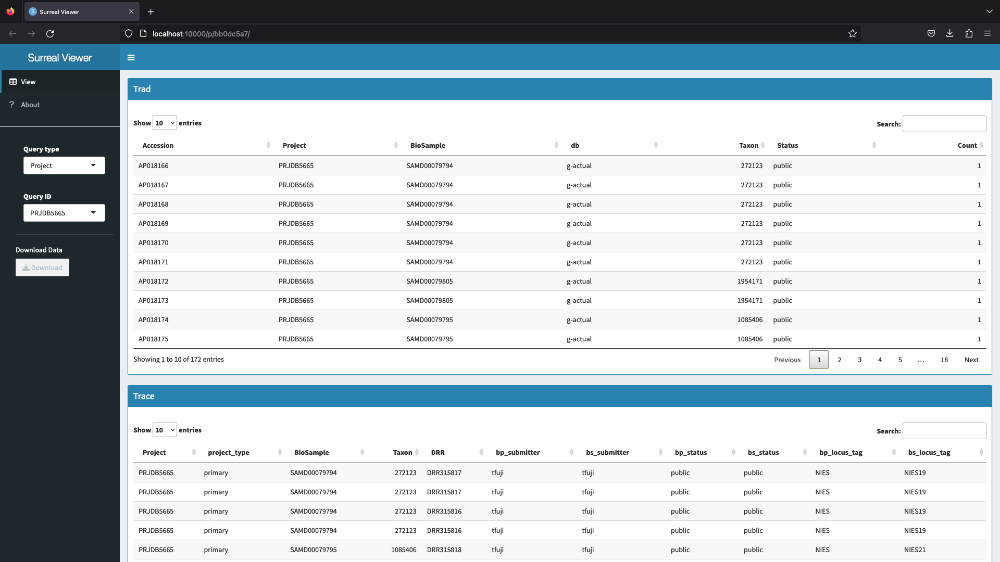 Surreal Viewer
localhost:10000/p/bb0dc5a7/
Surreal Viewer
View
? About
Query type
Project
Query ID
PRJDB5665
Download Data
Download
Trad
Show 10 entries
Search:
Accession Project BioSample db Taxon Status Count
AP018166 PRJDB5665 SAMD00079794 g-actual 272123 public 1
AP018167 PRJDB5665 SAMD00079794 g-actual 272123 public 1
AP018168 PRJDB5665 SAMD00079794 g-actual 272123 public 1
AP018169 PRJDB5665 SAMD00079794 g-actual 272123 public 1
AP018170 PRJDB5665 SAMD00079794 g-actual 272123 public 1
AP018171 PRJDB5665 SAMD00079794 g-actual 272123 public 1
AP018172 PRJDB5665 SAMD00079805 g-actual 1954171 public 1
AP018173 PRJDB5665 SAMD00079805 g-actual 1954171 public 1
AP018174 PRJDB5665 SAMD00079795 g-actual 1085406 public 1
AP018175 PRJDB5665 SAMD00079795 g-actual 1085406 public 1
Showing 1 to 10 of 172 entries
Previous 1 2 3 4 5 … 18 Next
Trace
Show 10 entries
Search:
Project project_type BioSample Taxon DRR bp_submitter bs_submitter bp_status bs_status bp_locus_tag bs_locus_tag
PRJDB5665 primary SAMD00079794 272123 DRR315817 tfuji tfuji public public NIES NIES19
PRJDB5665 primary SAMD00079794 272123 DRR315817 tfuji tfuji public public NIES NIES19
PRJDB5665 primary SAMD00079794 272123 DRR315816 tfuji tfuji public public NIES NIES19
PRJDB5665 primary SAMD00079794 272123 DRR315816 tfuji tfuji public public NIES NIES19
PRJDB5665 primary SAMD00079795 1085406 DRR315818 tfuji tfuji public public NIES NIES21